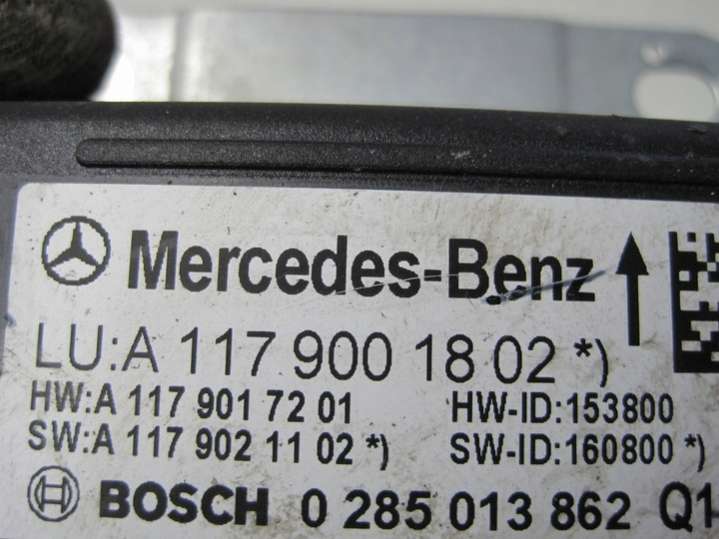 Mercedes-Benz
LU:A 117 900 18 02 *)
HW:A 117 901 72 01 HW-ID:153800
SW:A 117 902 11 02 *) SW-ID:160800 *)
BOSCH 0 285 013 862 Q1